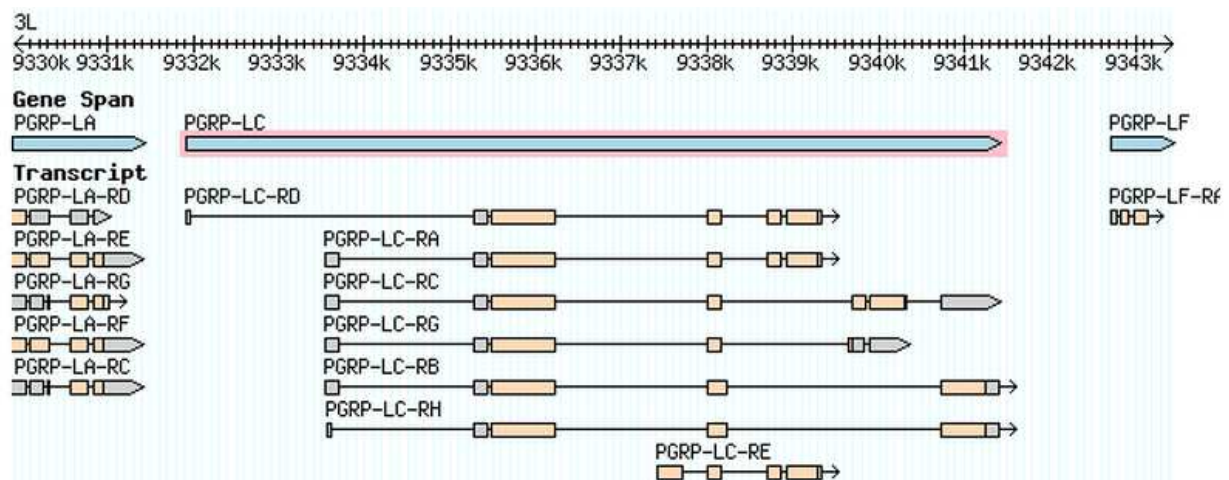 3L
9330k 9331k 9332k 9333k 9334k 9335k 9336k 9337k 9338k 9339k 9340k 9341k 9342k 9343k
Gene Span
PGRP-LA PGRP-LC PGRP-LF
Transcript
PGRP-LA-RD PGRP-LC-RD PGRP-LF-RA
PGRP-LA-RE PGRP-LC-RA
PGRP-LA-RG PGRP-LC-RC
PGRP-LA-RF PGRP-LC-RG
PGRP-LA-RC PGRP-LC-RB
PGRP-LC-RH
PGRP-LC-RE